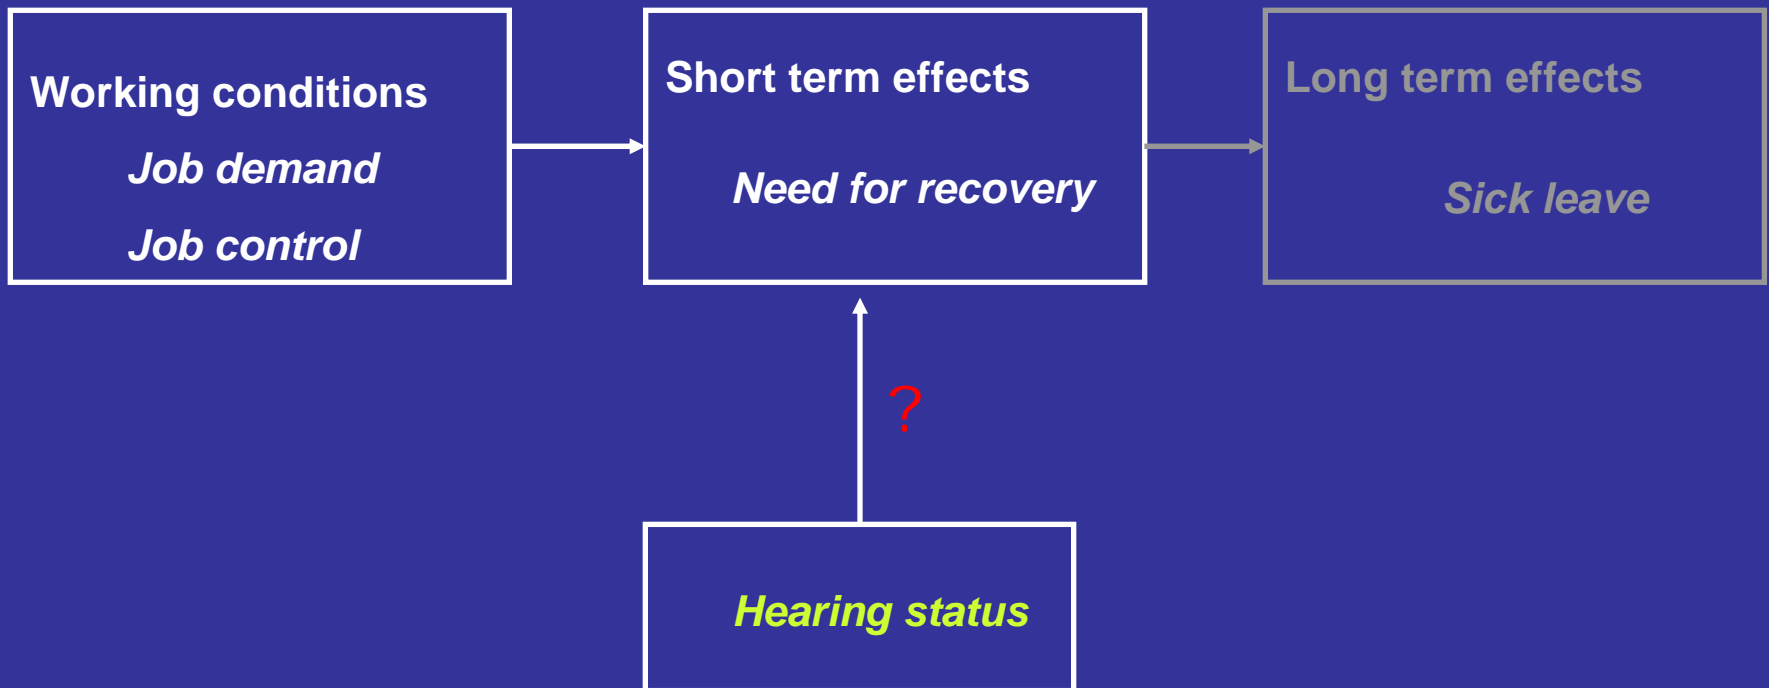 Working conditions
Job demand
Job control
Short term effects
Need for recovery
Long term effects
Sick leave
?
Hearing status